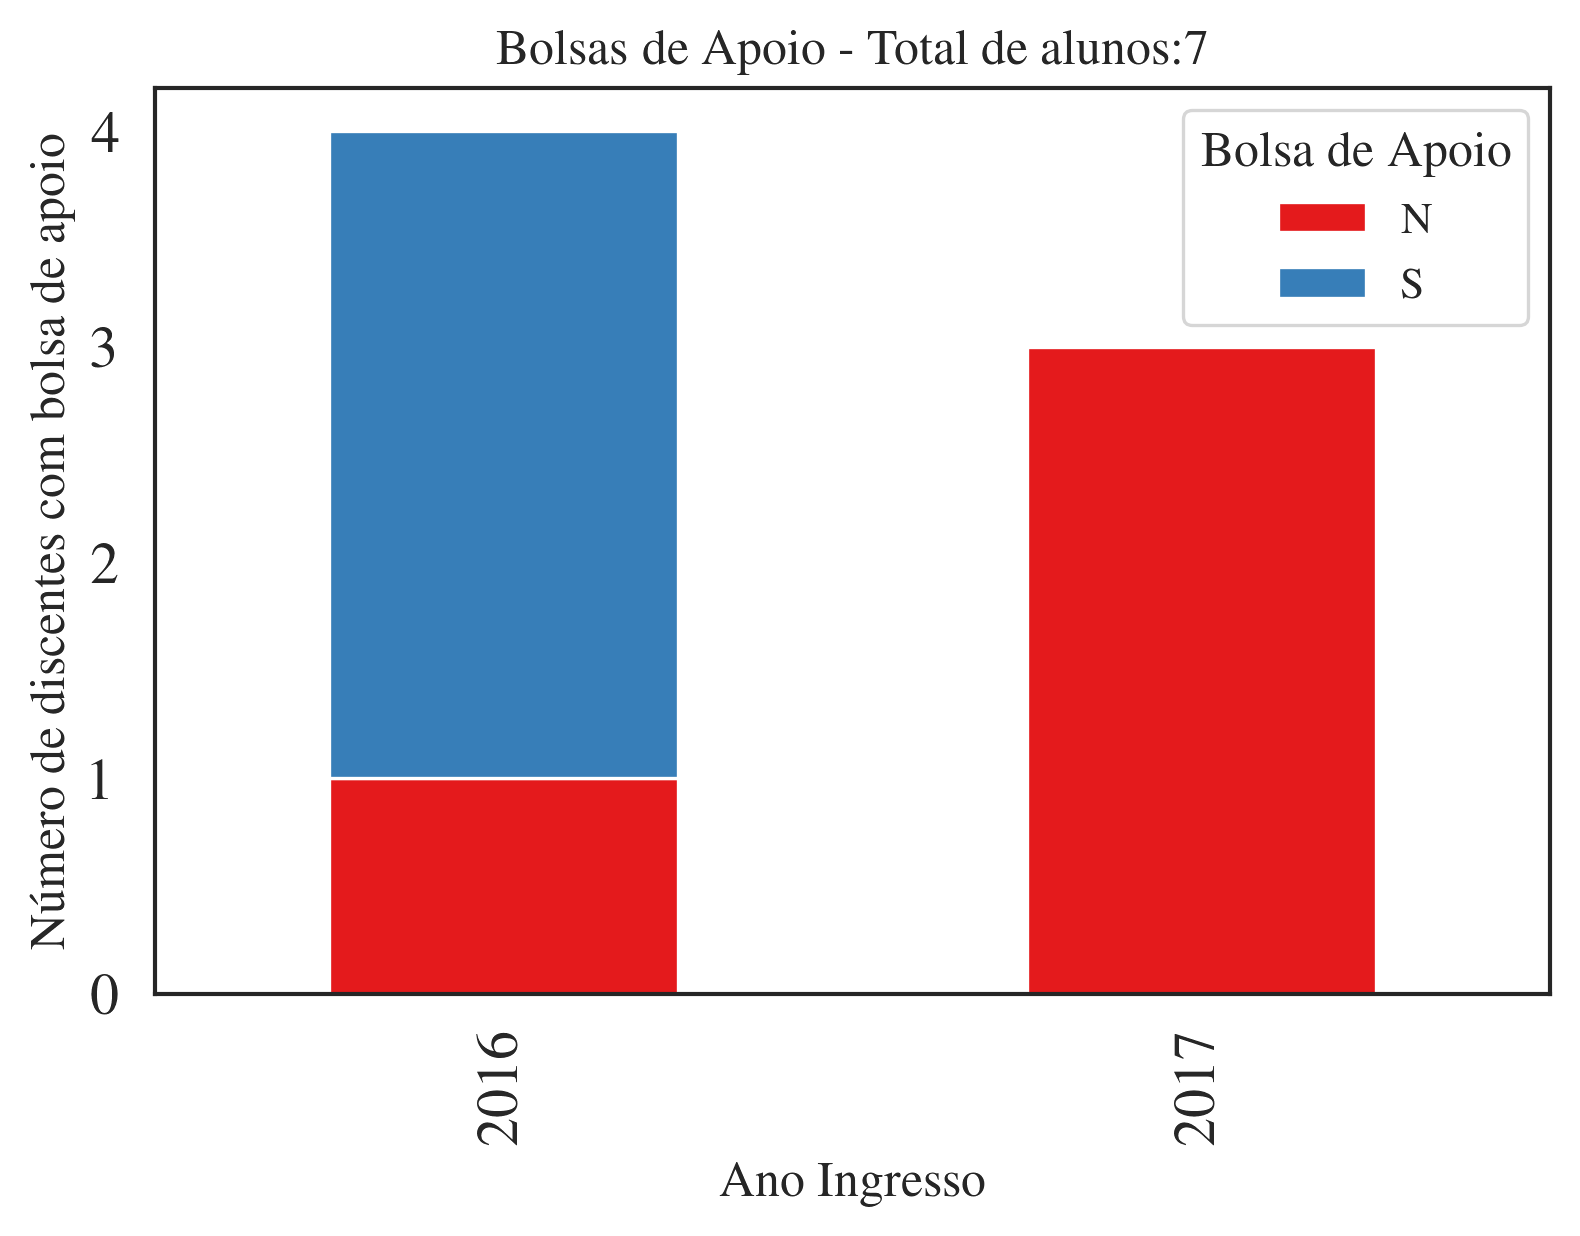 Bolsas de Apoio - Total de alunos:7
Número de discentes com bolsa de apoio
4
3
2
1
0
Bolsa de Apoio
N
S
2016
2017
Ano Ingresso